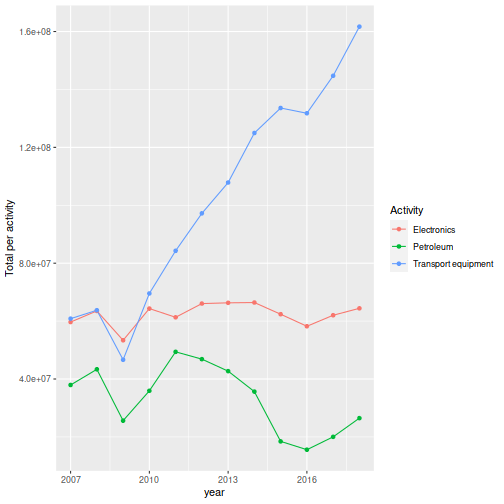 1.6e+08
1.2e+08
8.0e+07
4.0e+07
Total per activity
2007 2010 2013 2016
year
Activity
Electronics
Petroleum
Transport equipment